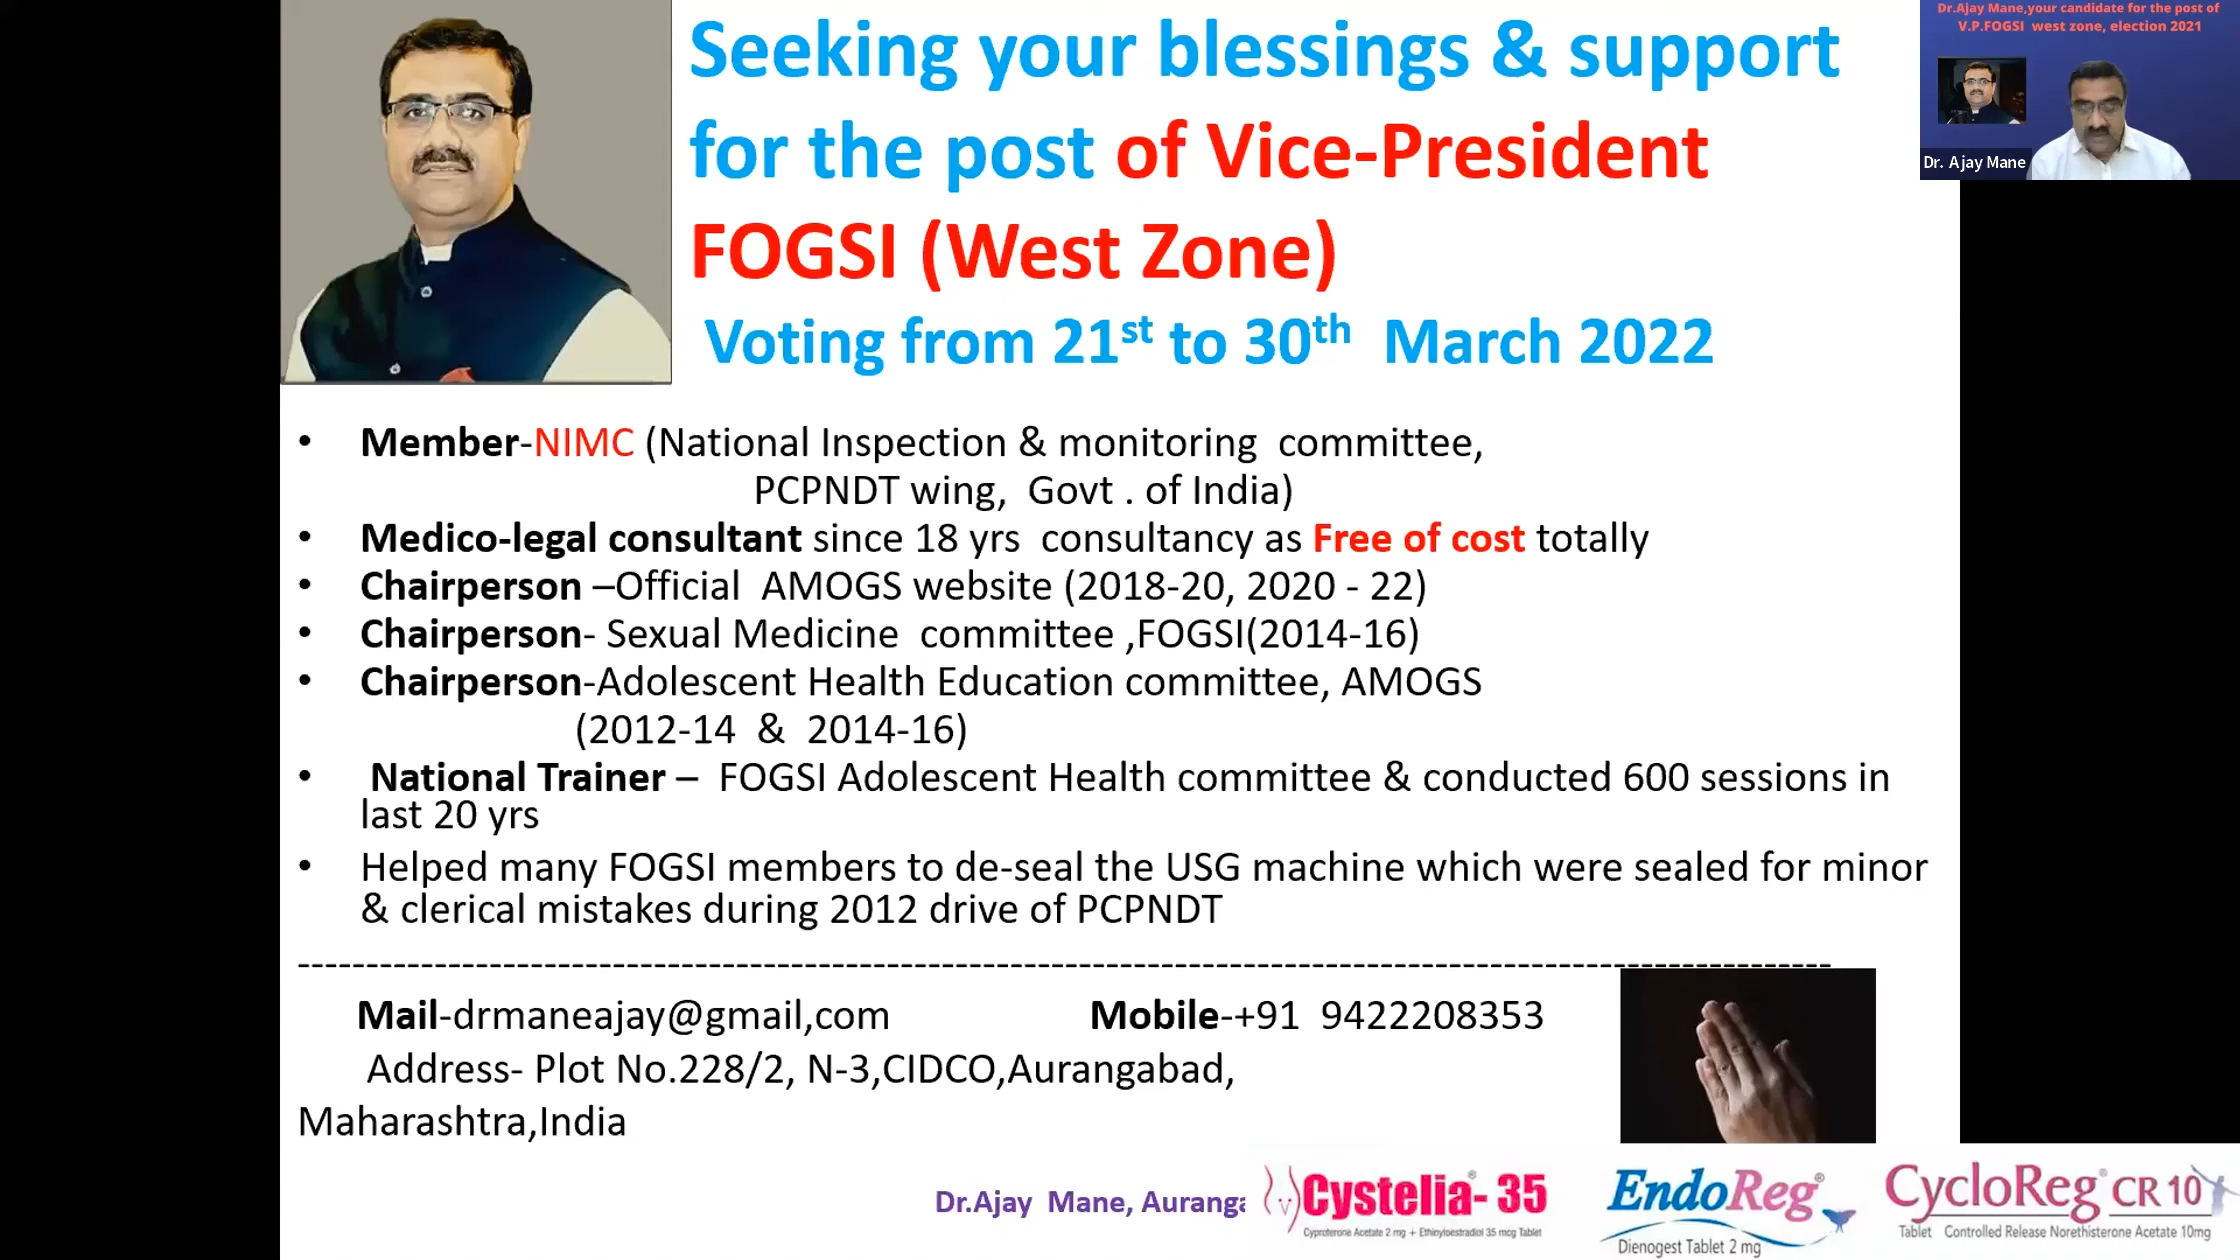 Seeking your blessings & support
for the post of Vice-President
FOGSI (West Zone)
Voting from 21st to 30th March 2022
Dr.Ajay Mane,your candidate for the post of
V.P.FOGSI west zone, election 2021
Dr. Ajay Mane
• Member-NIMC (National Inspection & monitoring committee,
PCPNDT wing, Govt . of India)
• Medico-legal consultant since 18 yrs consultancy as Free of cost totally
• Chairperson –Official AMOGS website (2018-20, 2020 - 22)
• Chairperson- Sexual Medicine committee ,FOGSI(2014-16)
• Chairperson-Adolescent Health Education committee, AMOGS
(2012-14 & 2014-16)
• National Trainer – FOGSI Adolescent Health committee & conducted 600 sessions in
last 20 yrs
• Helped many FOGSI members to de-seal the USG machine which were sealed for minor
& clerical mistakes during 2012 drive of PCPNDT
Mail-drmaneajay@gmail,com Mobile-+91 9422208353
Address- Plot No.228/2, N-3,CIDCO,Aurangabad,
Maharashtra,India
Dr.Ajay Mane, Auranga
Cystelia®- 35
Cyproterone Acetate 2 mg + Ethinyloestradiol 35 mcg Tablet
EndoReg®
Dienogest Tablet 2 mg
CycloReg® CR 10
Tablet Controlled Release Norethisterone Acetate 10mg